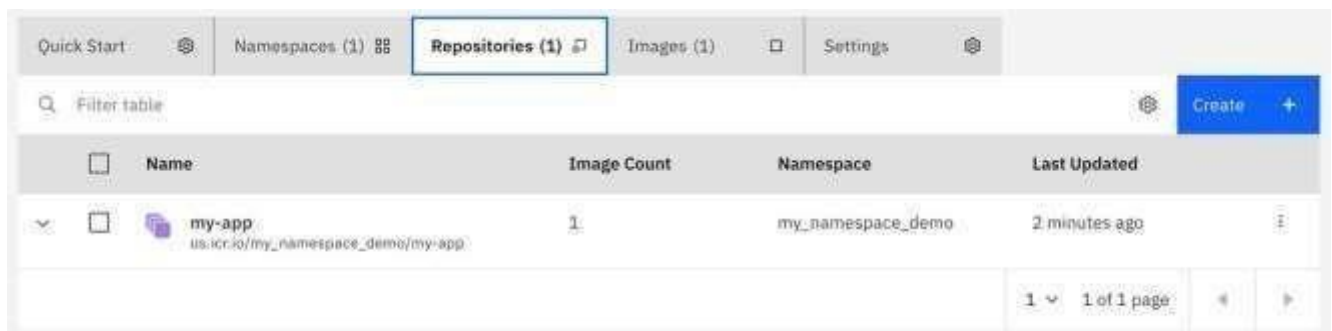 Quick Start Namespaces (1) Repositories (1) Images (1) Settings
Filter table Create +
Name Image Count Namespace Last Updated
my-app 1 my_namespace_demo 2 minutes ago
us.icr.io/my_namespace_demo/my-app
1 1 of 1 page